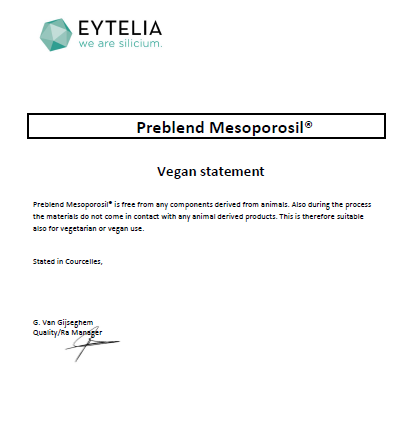 EYTELIA
we are silicium.
Preblend Mesoporosil®
Vegan statement
Preblend Mesoporosil® is free from any components derived from animals. Also during the process
the materials do not come in contact with any animal derived products. This is therefore suitable
also for vegetarian or vegan use.
Stated in Courcelles,
G. Van Gijseghem
Quality/Ra Manager